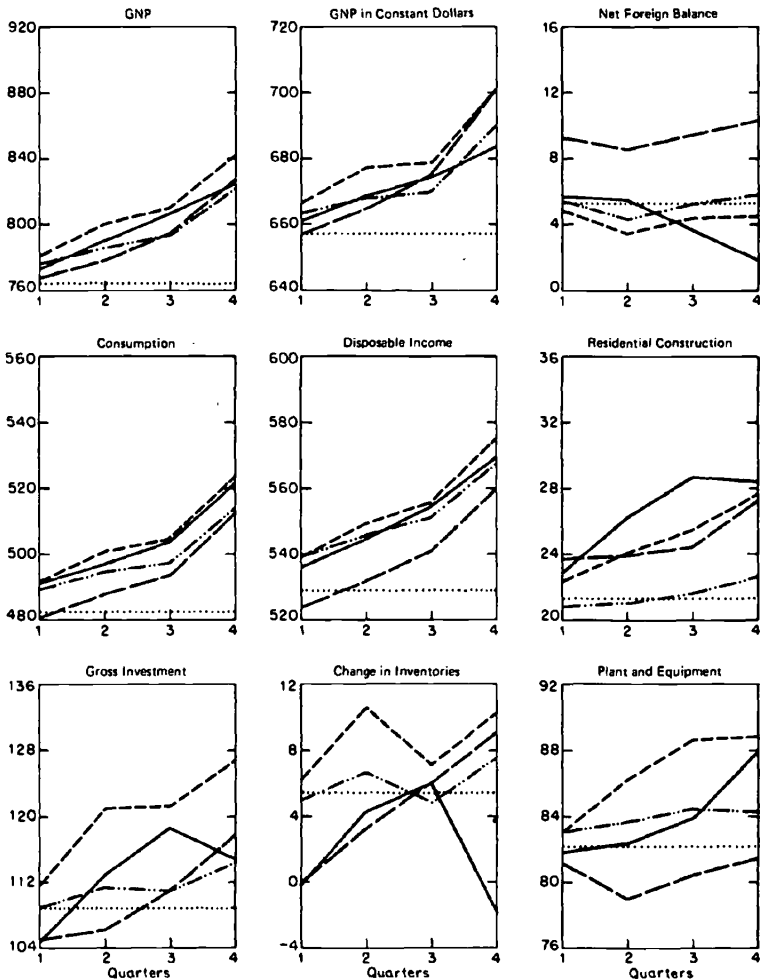 GNP
920
880
840
800
760
1 2 3 4
GNP in Constant Dollars
720
700
680
660
640
1 2 3 4
Net Foreign Balance
16
12
8
4
0
1 2 3 4
Consumption
560
540
520
500
480
1 2 3 4
Disposable Income
600
580
560
540
520
1 2 3 4
Residential Construction
36
32
28
24
20
1 2 3 4
Gross Investment
136
128
120
112
104
1 2 3 4
Quarters
Change in Inventories
12
8
4
0
-4
1 2 3 4
Quarters
Plant and Equipment
92
88
84
80
76
1 2 3 4
Quarters